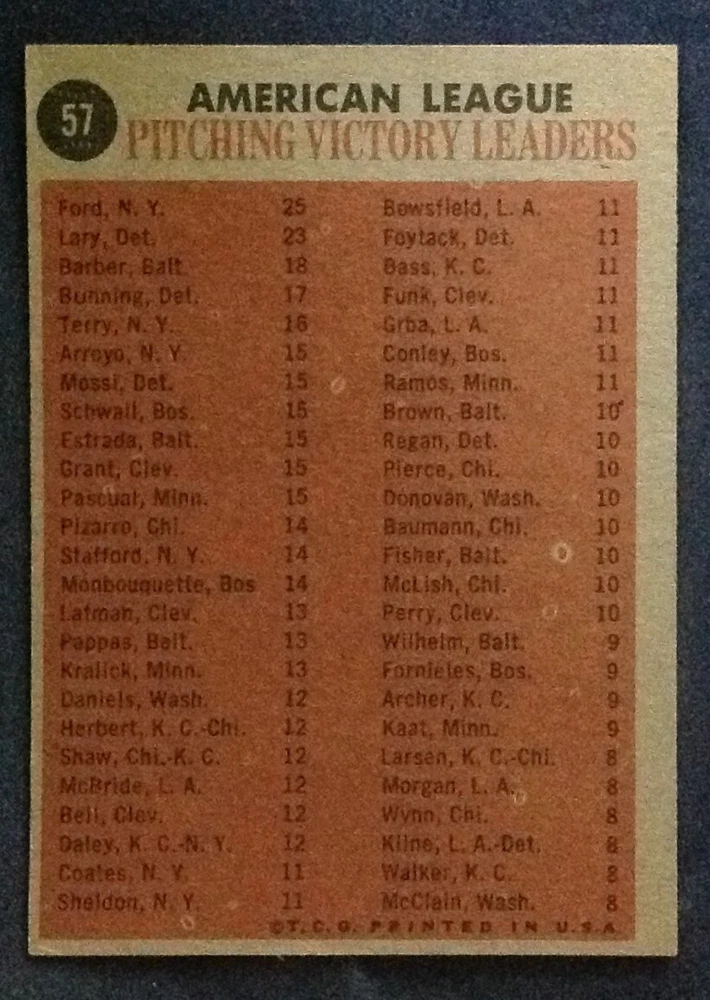 57
AMERICAN LEAGUE
PITCHING VICTORY LEADERS
Ford, N. Y. 25
Lary, Det. 23
Barber, Balt. 18
Bunning, Det. 17
Terry, N. Y. 16
Arroyo, N. Y. 15
Mossi, Det. 15
Schwall, Bos. 15
Estrada, Balt. 15
Grant, Clev. 15
Pascual, Minn. 15
Pizarro, Chi. 14
Stafford, N. Y. 14
Monbouquette, Bos 14
Latman, Clev. 13
Pappas, Balt. 13
Kralick, Minn. 13
Daniels, Wash. 12
Herbert, K. C.-Chi. 12
Shaw, Chi.-K. C. 12
McBride, L. A. 12
Bell, Clev. 12
Daley, K. C.-N. Y. 12
Coates, N. Y. 11
Sheldon, N. Y. 11
Bowsfield, L. A. 11
Foytack, Det. 11
Bass, K. C. 11
Funk, Clev. 11
Grba, L. A. 11
Conley, Bos. 11
Ramos, Minn. 11
Brown, Balt. 10
Regan, Det. 10
Pierce, Chi. 10
Donovan, Wash. 10
Baumann, Chi. 10
Fisher, Balt. 10
McLish, Chi. 10
Perry, Clev. 10
Wilhelm, Balt. 9
Fornieles, Bos. 9
Archer, K. C. 9
Kaat, Minn. 9
Larsen, K. C.-Chi. 8
Morgan, L. A. 8
Wynn, Chi. 8
Kline, L. A.-Det. 8
Walker, K. C. 8
McClain, Wash. 8
©T. C. G. PRINTED IN U.S.A.